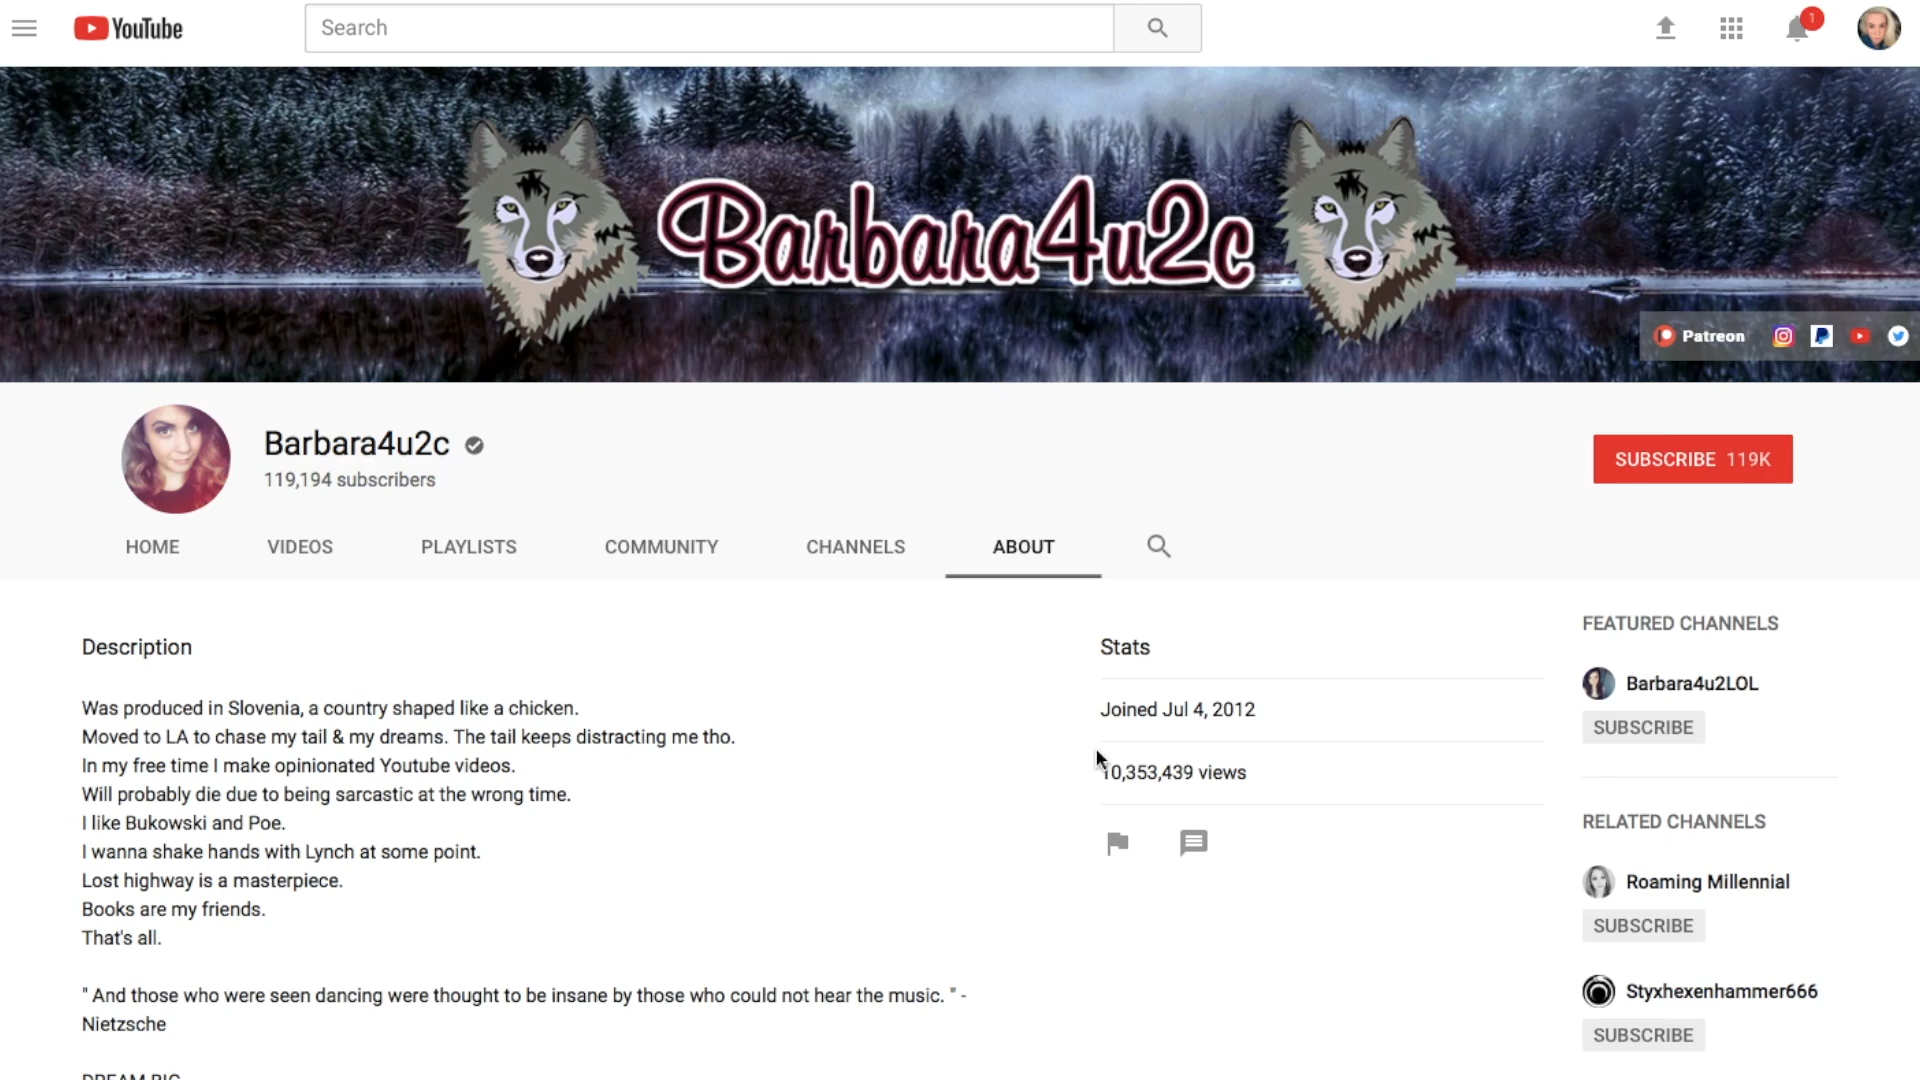 YouTube
Search
1
Barbara4u2c
Patreon
Barbara4u2c
119,194 subscribers
SUBSCRIBE 119K
HOME VIDEOS PLAYLISTS COMMUNITY CHANNELS ABOUT
Description
Was produced in Slovenia, a country shaped like a chicken.
Moved to LA to chase my tail & my dreams. The tail keeps distracting me tho.
In my free time I make opinionated Youtube videos.
Will probably die due to being sarcastic at the wrong time.
I like Bukowski and Poe.
I wanna shake hands with Lynch at some point.
Lost highway is a masterpiece.
Books are my friends.
That's all.
" And those who were seen dancing were thought to be insane by those who could not hear the music. " -
Nietzsche
DREAM BIG
Stats
Joined Jul 4, 2012
10,353,439 views
FEATURED CHANNELS
Barbara4u2LOL
SUBSCRIBE
RELATED CHANNELS
Roaming Millennial
SUBSCRIBE
Styxhexenhammer666
SUBSCRIBE